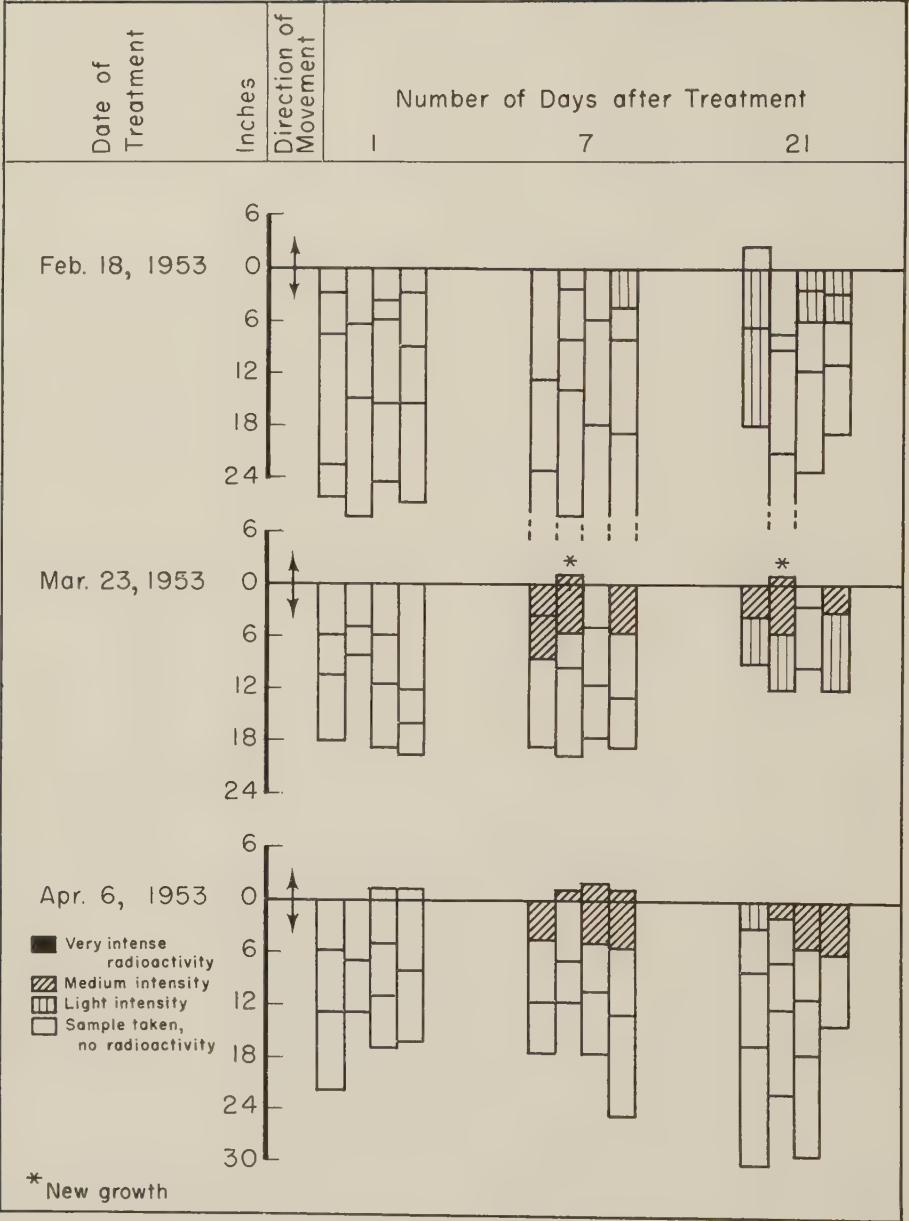 Date of
Treatment
Inches
Direction of
Movement
Number of Days after Treatment
1 7 21
Feb. 18, 1953
6
0
6
12
18
24
Mar. 23, 1953
6
0
6
12
18
24
* *
Apr. 6, 1953
6
0
6
12
18
24
30
Very intense
radioactivity
Medium intensity
Light intensity
Sample taken,
no radioactivity
* New growth